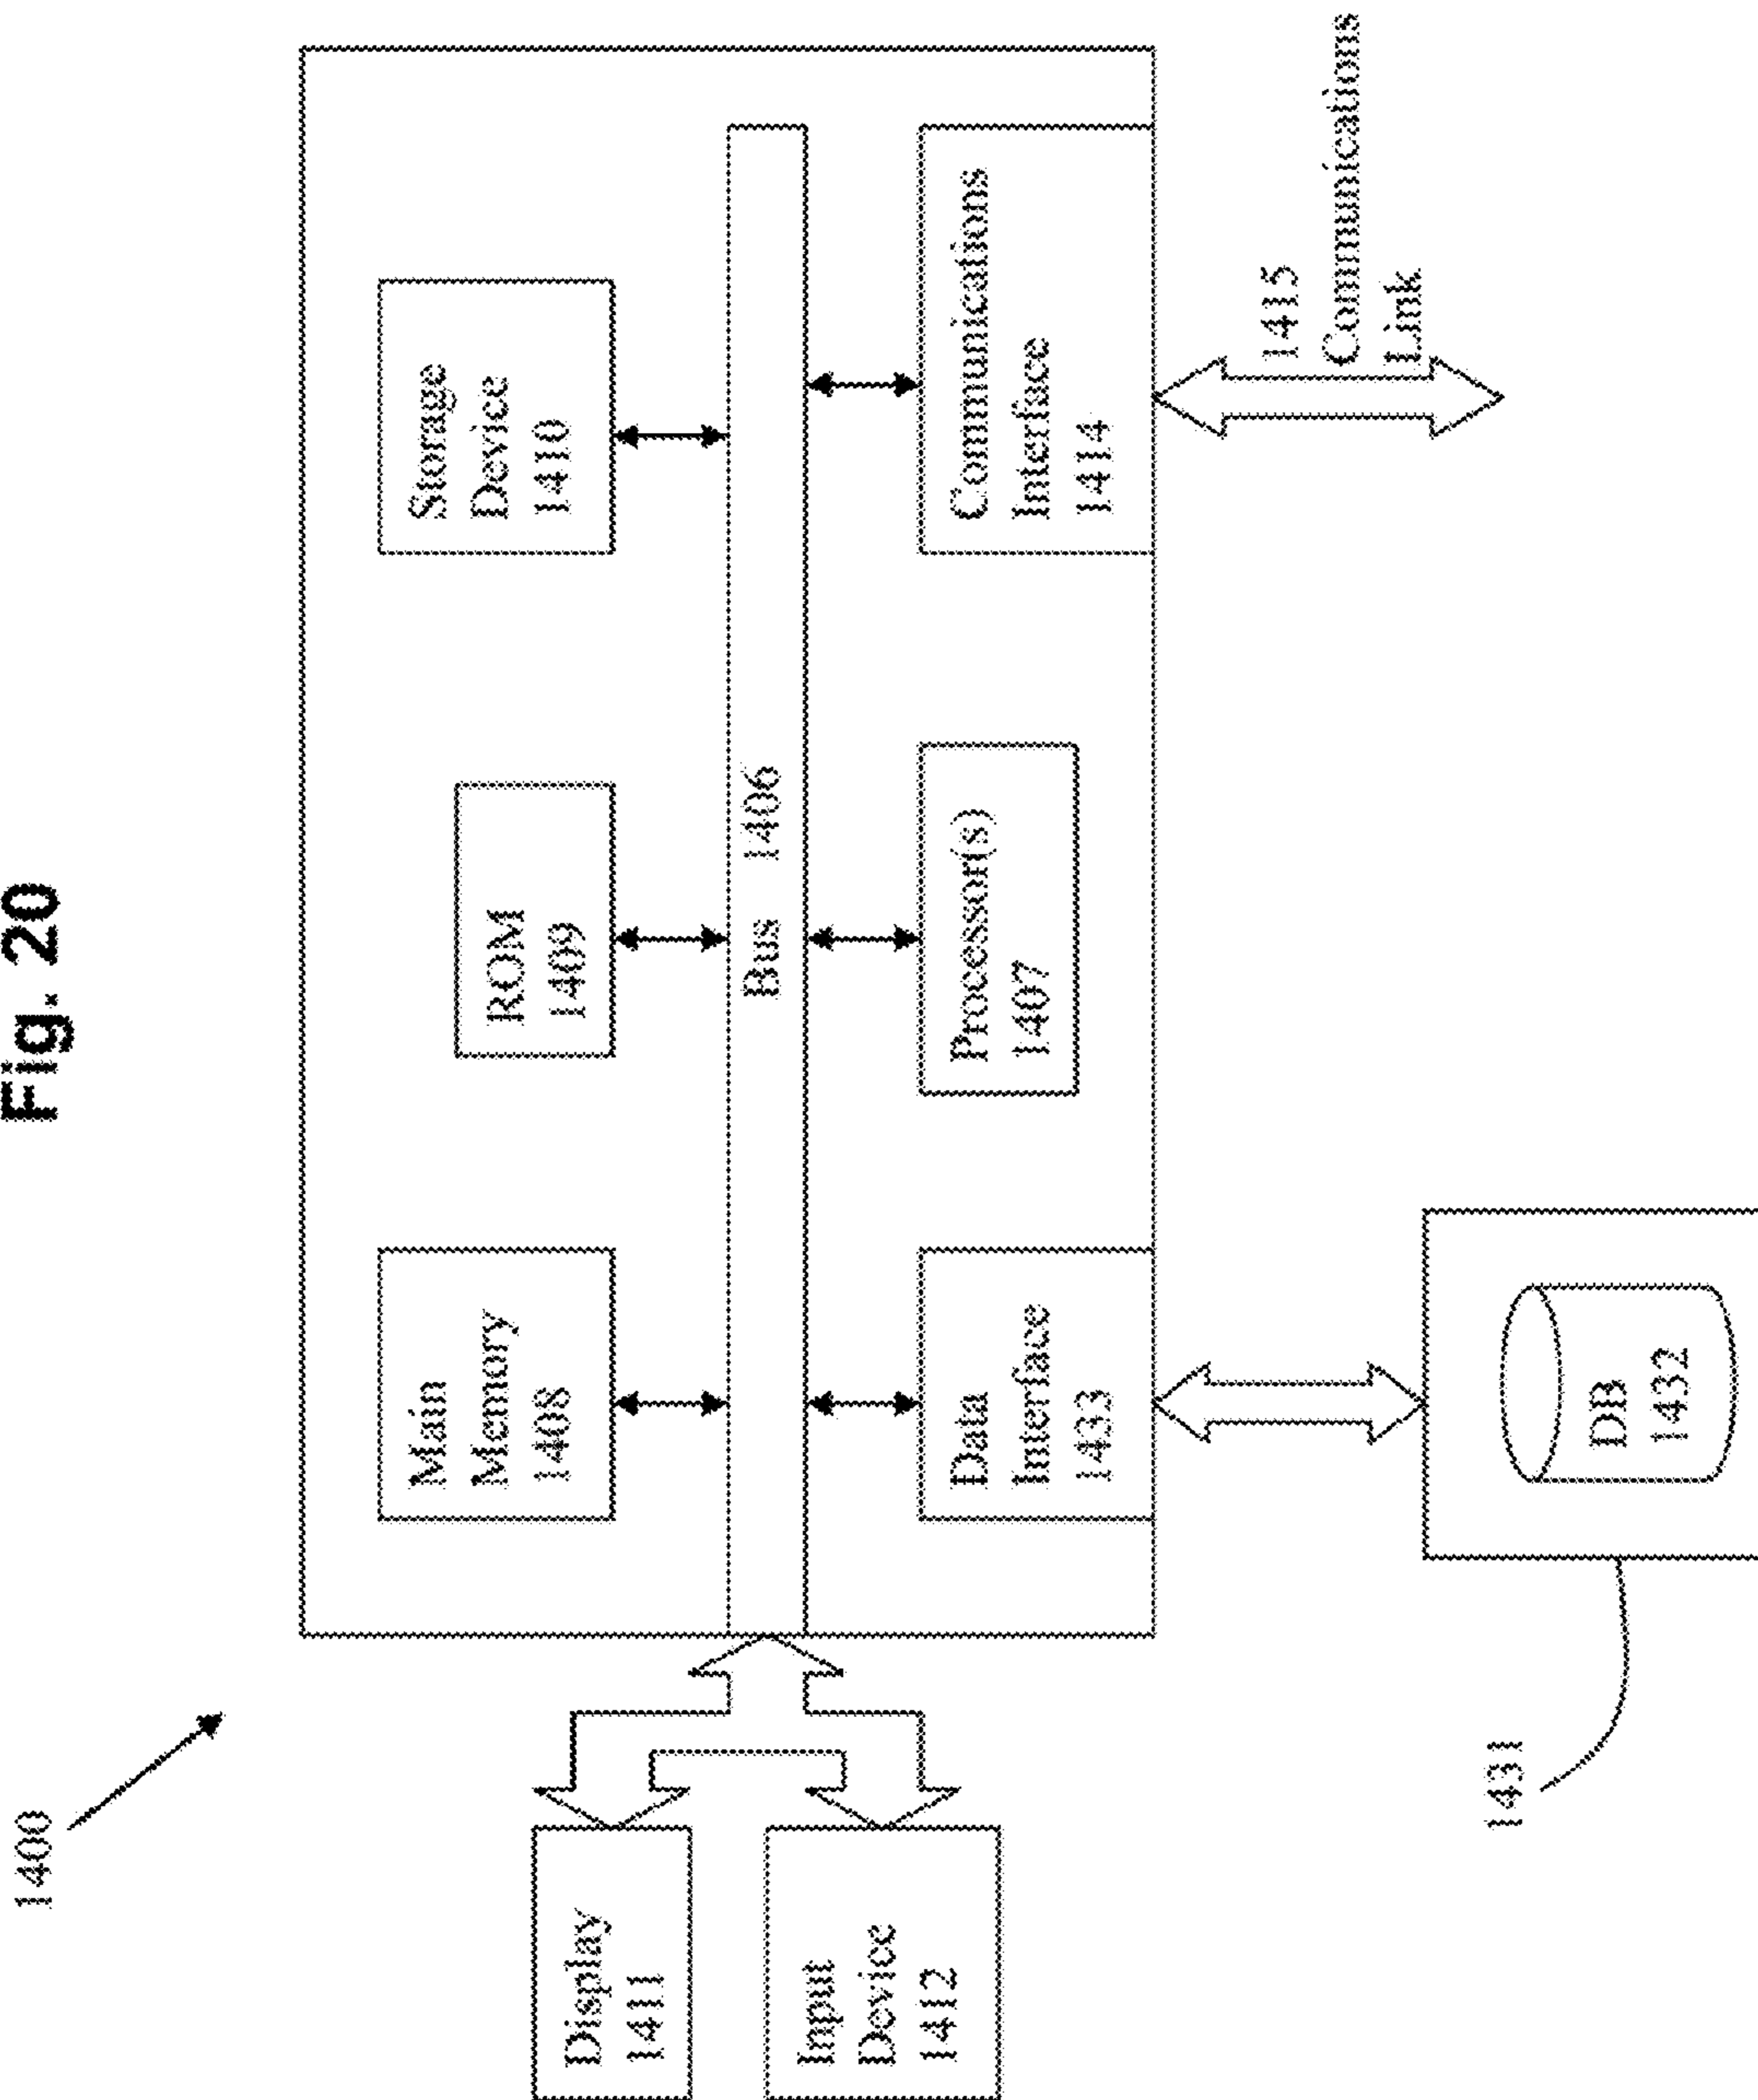 Fig. 20
1400
Main
Memory
1408
ROM
1409
Storage
Device
1410
Display
1411
Bus 1406
Input
Device
1412
Data
Interface
1433
Processor(s)
1407
Communications
Interface
1414
1415
Communications
Link
1431
DB
1432